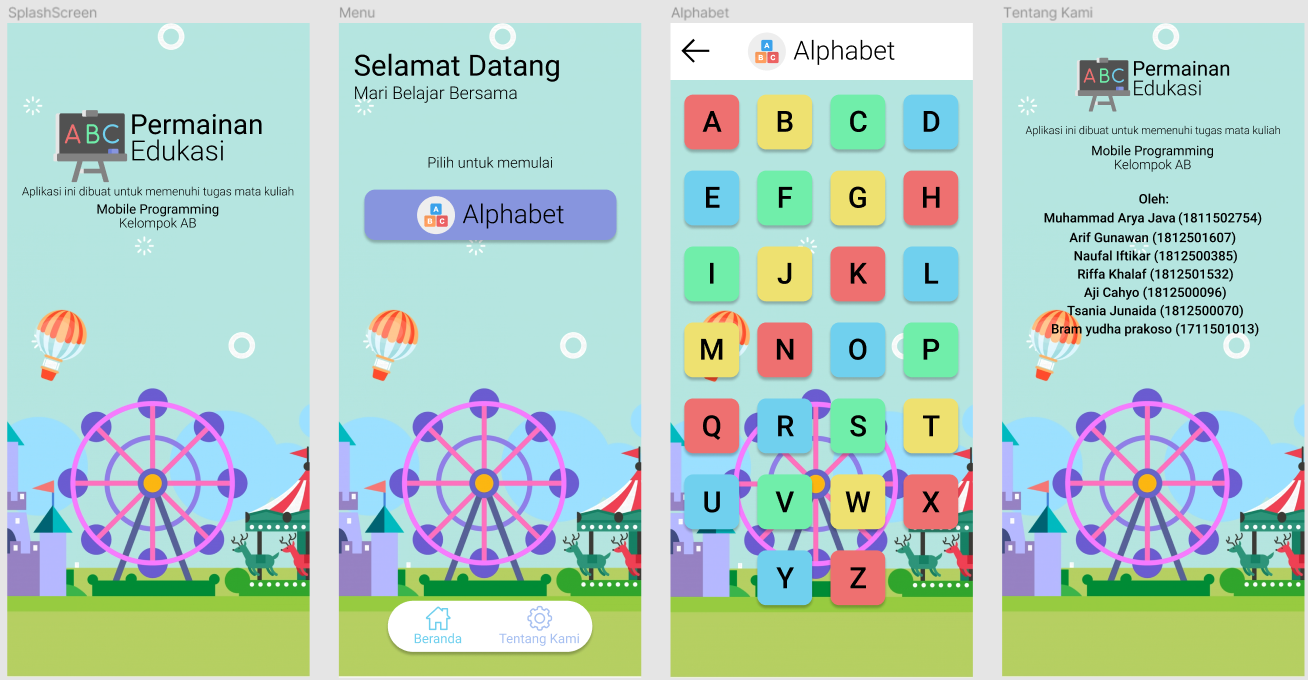 SplashScreen
ABC
Permainan
Edukasi
Aplikasi ini dibuat untuk memenuhi tugas mata kuliah
Mobile Programming
Kelompok AB
Menu
Selamat Datang
Mari Belajar Bersama
Pilih untuk memulai
A
B C
Alphabet
Beranda
Tentang Kami
Alphabet
A
B C
Alphabet
A B C D
E F G H
I J K L
M N O P
Q R S T
U V W X
Y Z
Tentang Kami
ABC
Permainan
Edukasi
Aplikasi ini dibuat untuk memenuhi tugas mata kuliah
Mobile Programming
Kelompok AB
Oleh:
Muhammad Arya Java (1811502754)
Arif Gunawan (1812501607)
Naufal Iftikar (1812500385)
Riffa Khalaf (1812501532)
Aji Cahyo (1812500096)
Tsania Junaida (1812500070)
Bram yudha prakoso (1711501013)